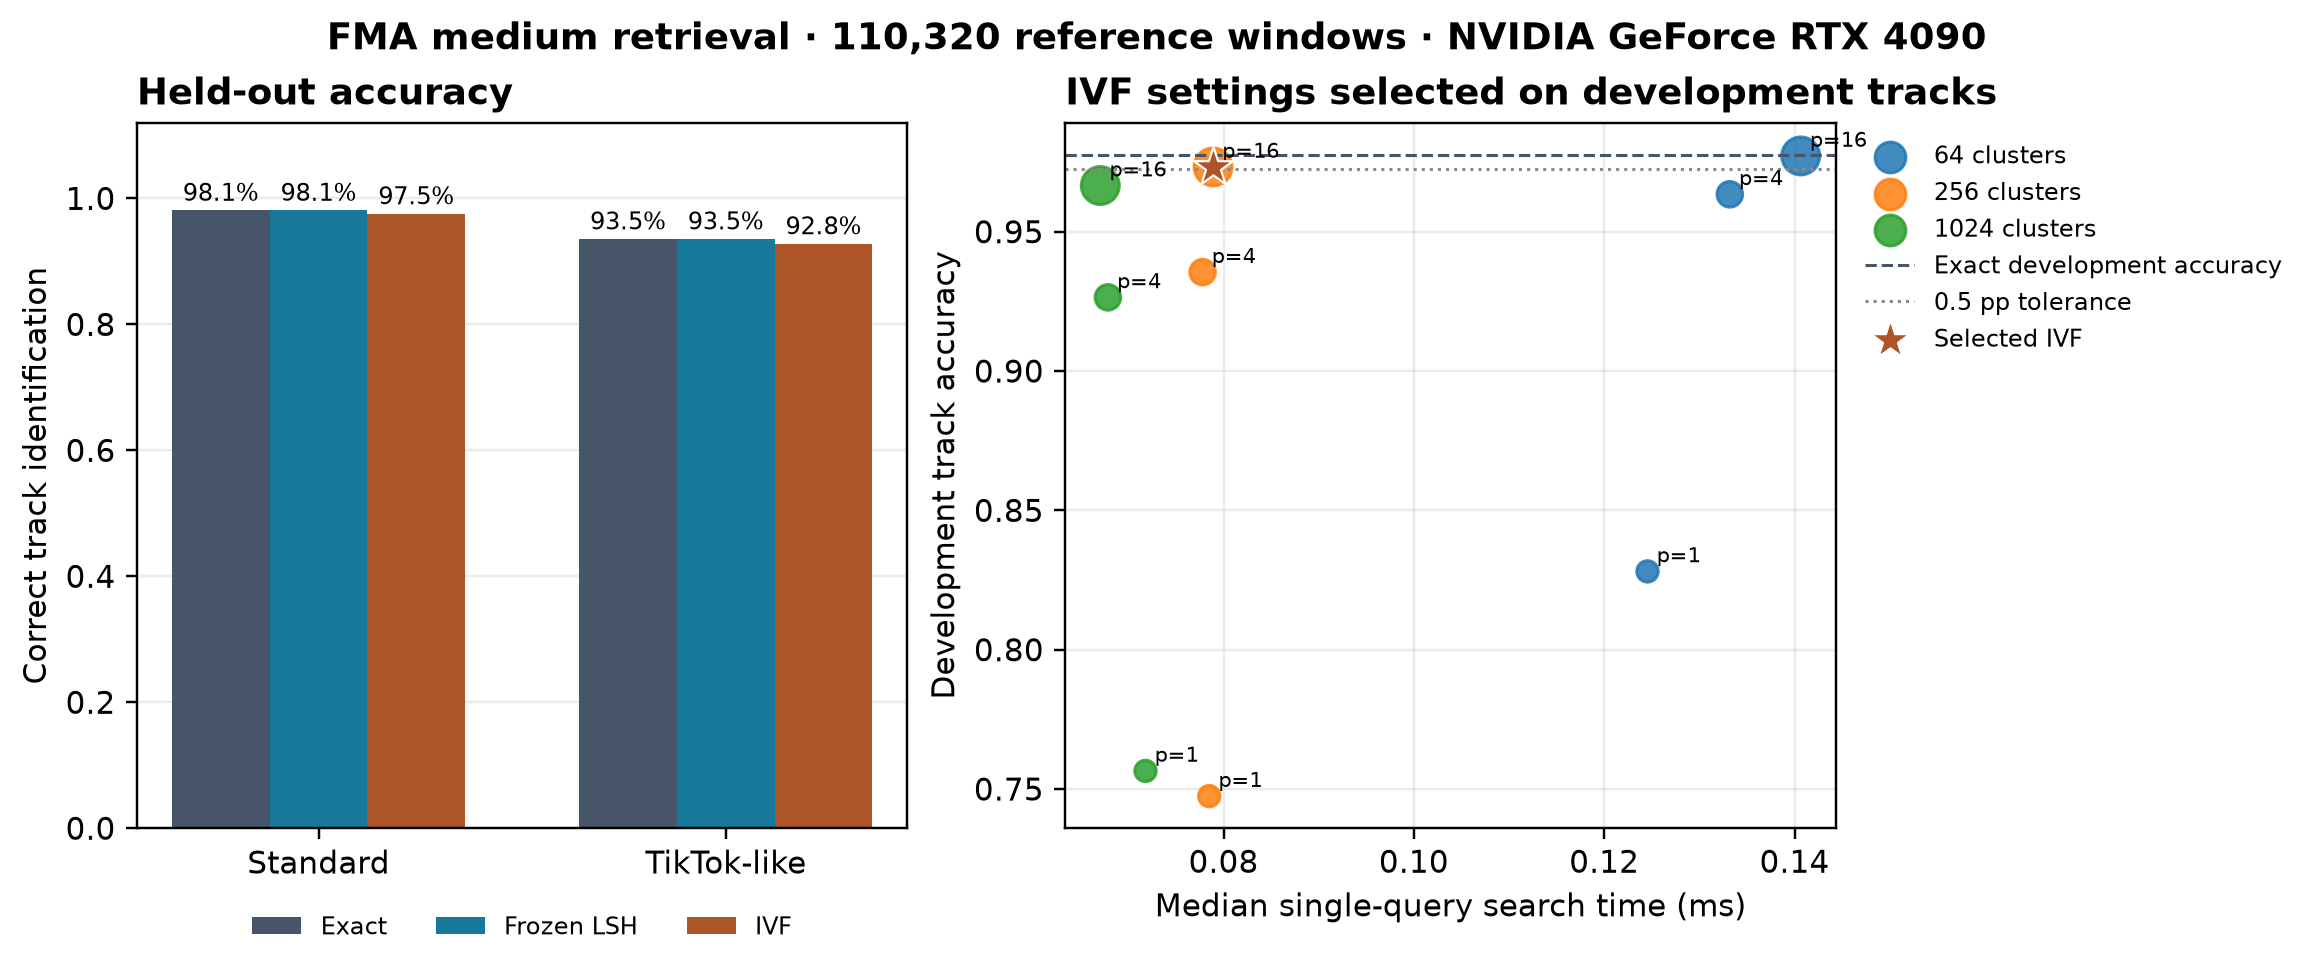 FMA medium retrieval · 110,320 reference windows · NVIDIA GeForce RTX 4090
Held-out accuracy
Correct track identification
1.0
0.8
0.6
0.4
0.2
0.0
98.1%
98.1%
97.5%
93.5%
93.5%
92.8%
Standard
TikTok-like
Exact
Frozen LSH
IVF
IVF settings selected on development tracks
Development track accuracy
0.95
0.90
0.85
0.80
0.75
p=16
p=16
p=16
p=4
p=4
p=4
p=1
p=1
p=1
0.08
0.10
0.12
0.14
Median single-query search time (ms)
64 clusters
256 clusters
1024 clusters
Exact development accuracy
0.5 pp tolerance
Selected IVF